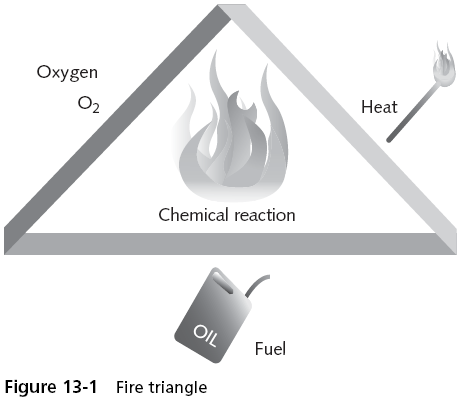 Oxygen
O2
Heat
Chemical reaction
OIL
Fuel
Figure 13-1 Fire triangle